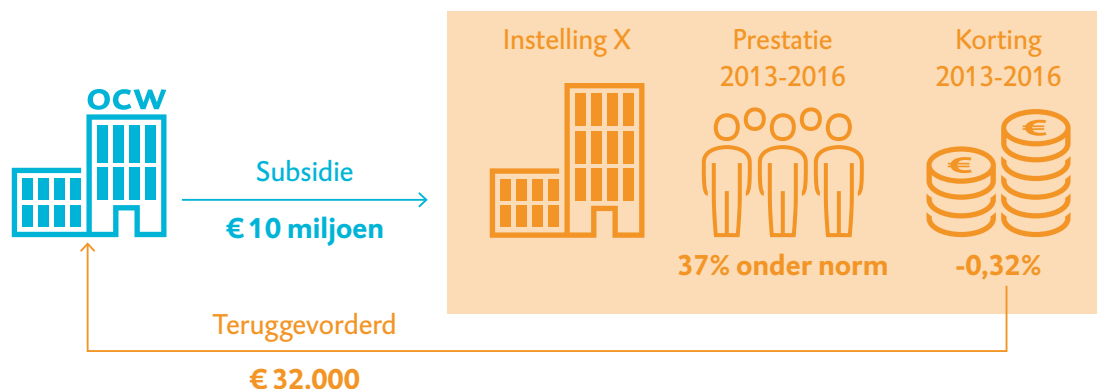 OCW
Subsidie
€ 10 miljoen
Instelling X
Prestatie
2013-2016
37% onder norm
Korting
2013-2016
€
€
-0,32%
Teruggevorderd
€ 32.000